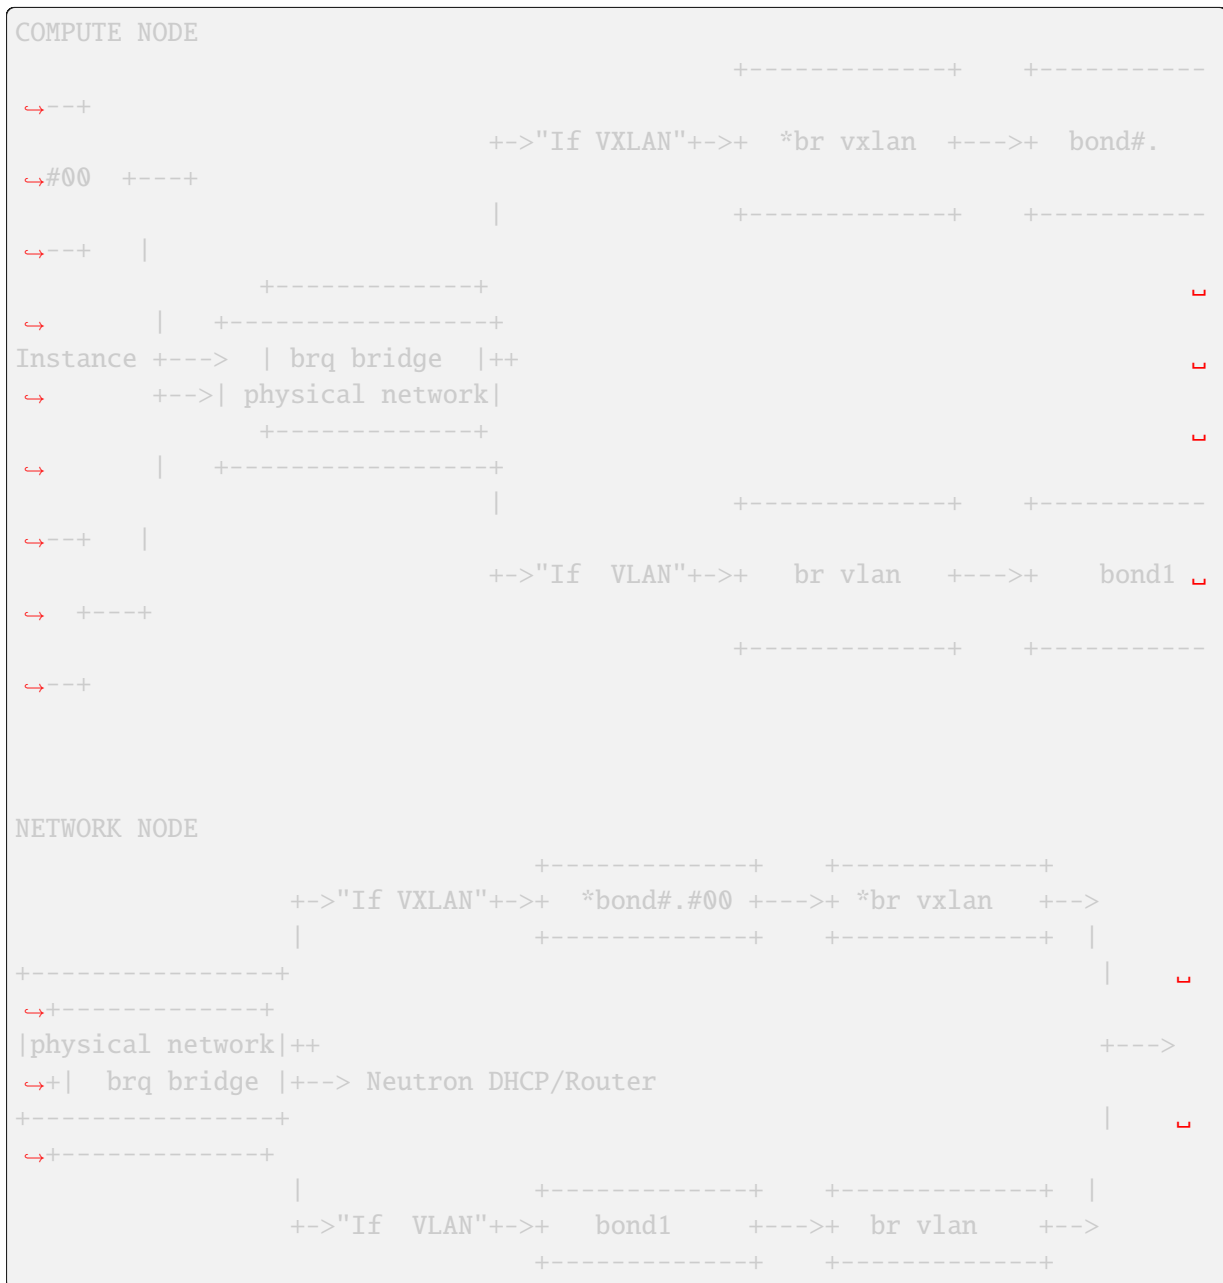 COMPUTE NODE
                                               +-------------+    +-----------
↪--+
                               +->"If VXLAN"+->+  *br vxlan  +--->+  bond#.
↪#00  +----+
                               |               +-------------+    +-----------
↪--+   |
                +--------------+                                              ␣
↪       |   +-----------------+
Instance +--->  | brq bridge  |++                                             ␣
↪       +-->| physical network|
                +--------------+                                              ␣
↪       |   +-----------------+
                               |               +-------------+    +-----------
↪--+   |
                               +->"If  VLAN"+->+   br vlan   +--->+    bond1 ␣
↪  +----+
                                               +-------------+    +-----------
↪--+
NETWORK NODE
                                  +-------------+    +-------------+
                  +->"If VXLAN"+->+  *bond#.#00 +--->+ *br vxlan   +-->
                  |               +-------------+    +-------------+  |
+-----------------+                                                     |    ␣
↪+--------------+
|physical network|++                                                   +--->
↪+|  brq bridge |+--> Neutron DHCP/Router
+-----------------+                                                     |    ␣
↪+--------------+
                  |               +-------------+    +-------------+  |
                  +->"If  VLAN"+->+   bond1     +--->+  br vlan    +-->
                                  +-------------+    +-------------+